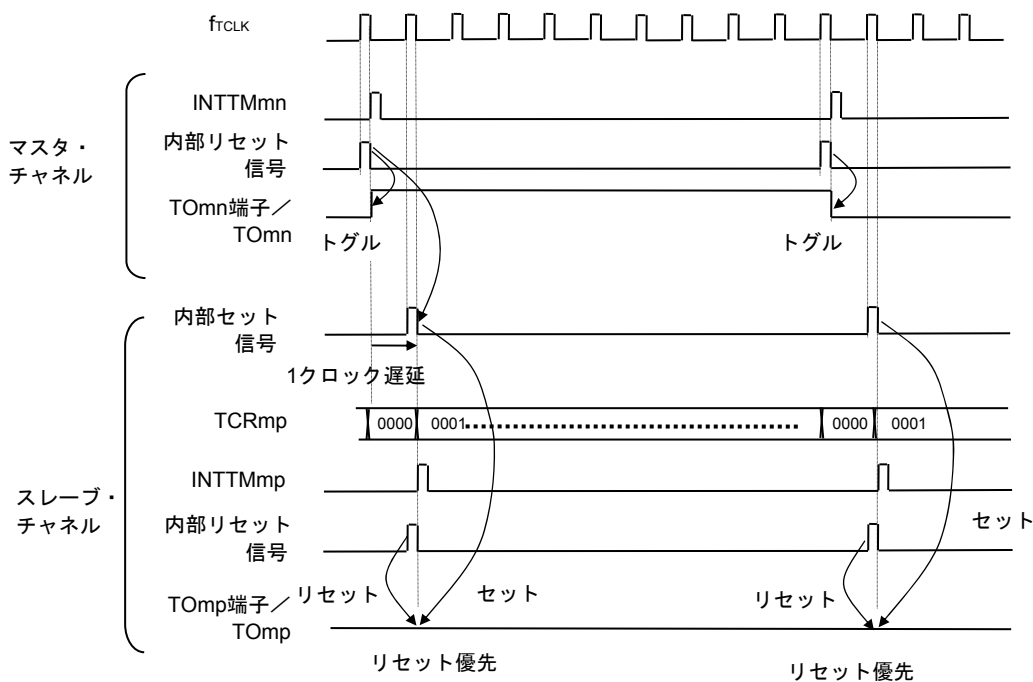 fTCLK
マスタ・
チャネル
INTTMmn
内部リセット
信号
TOmn端子／
TOmn
トグル
トグル
スレーブ・
チャネル
内部セット
信号
1クロック遅延
TCRmp
0000
0001
0000
0001
INTTMmp
内部リセット
信号
セット
リセット
セット
リセット
TOmp端子／
TOmp
リセット優先
リセット優先